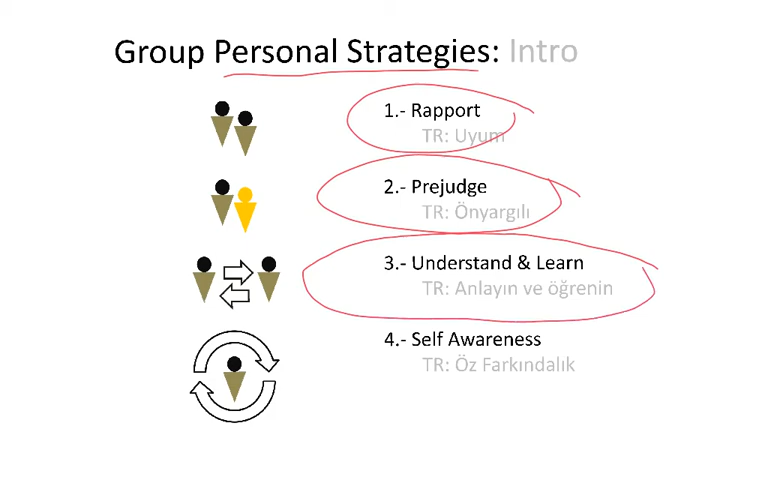 Group Personal Strategies: Intro
1.- Rapport
TR: Uyum
2.- Prejudge
TR: Önyargılı
3.- Understand & Learn
TR: Anlayın ve öğrenin
4.- Self Awareness
TR: Öz Farkındalık